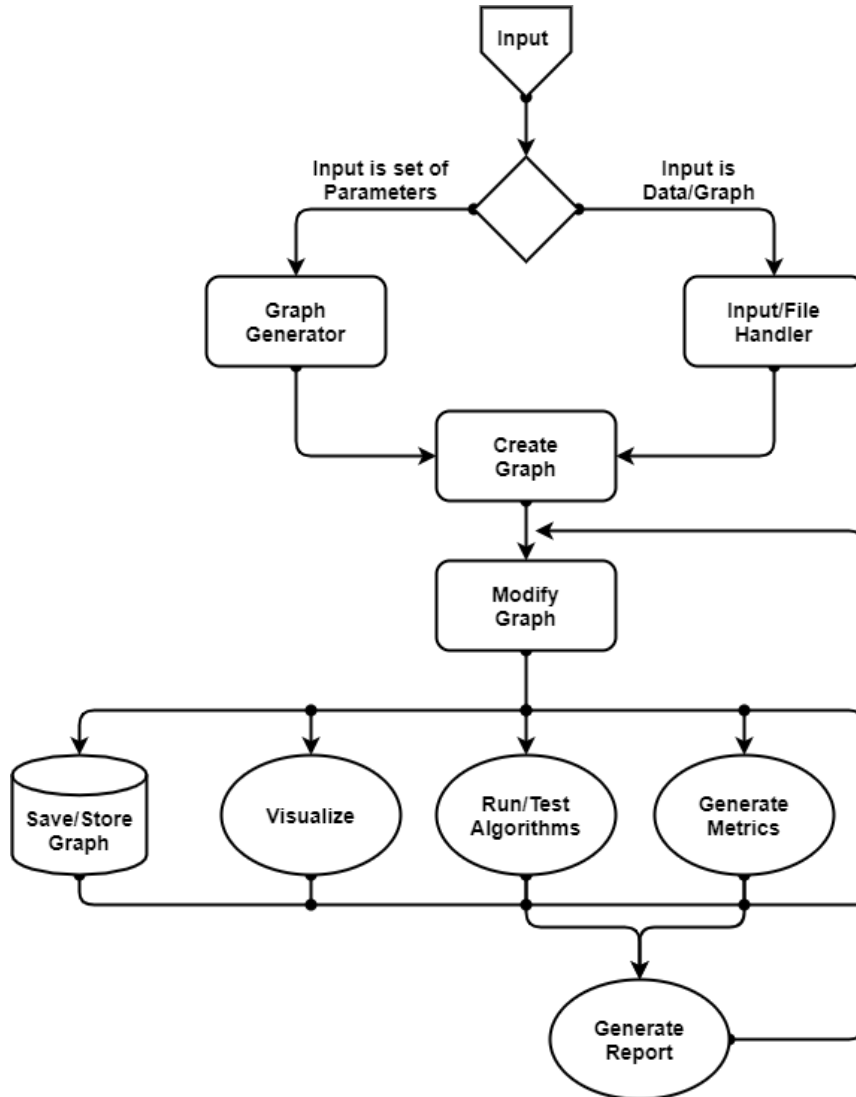 Input
Input is set of
Parameters
Input is
Data/Graph
Graph
Generator
Input/File
Handler
Create
Graph
Modify
Graph
Save/Store
Graph
Visualize
Run/Test
Algorithms
Generate
Metrics
Generate
Report